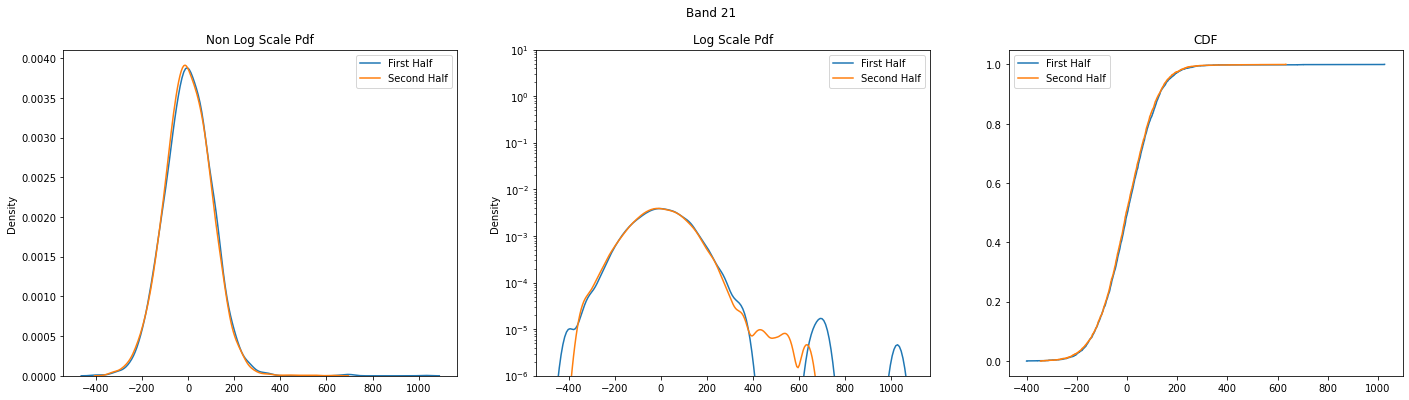 Band 21
Non Log Scale Pdf
Density
0.0040
0.0035
0.0030
0.0025
0.0020
0.0015
0.0010
0.0005
0.0000
−400 −200 0 200 400 600 800 1000
First Half
Second Half
Log Scale Pdf
Density
10^1
10^0
10^−1
10^−2
10^−3
10^−4
10^−5
10^−6
−400 −200 0 200 400 600 800 1000
First Half
Second Half
CDF
1.0
0.8
0.6
0.4
0.2
0.0
−400 −200 0 200 400 600 800 1000
First Half
Second Half